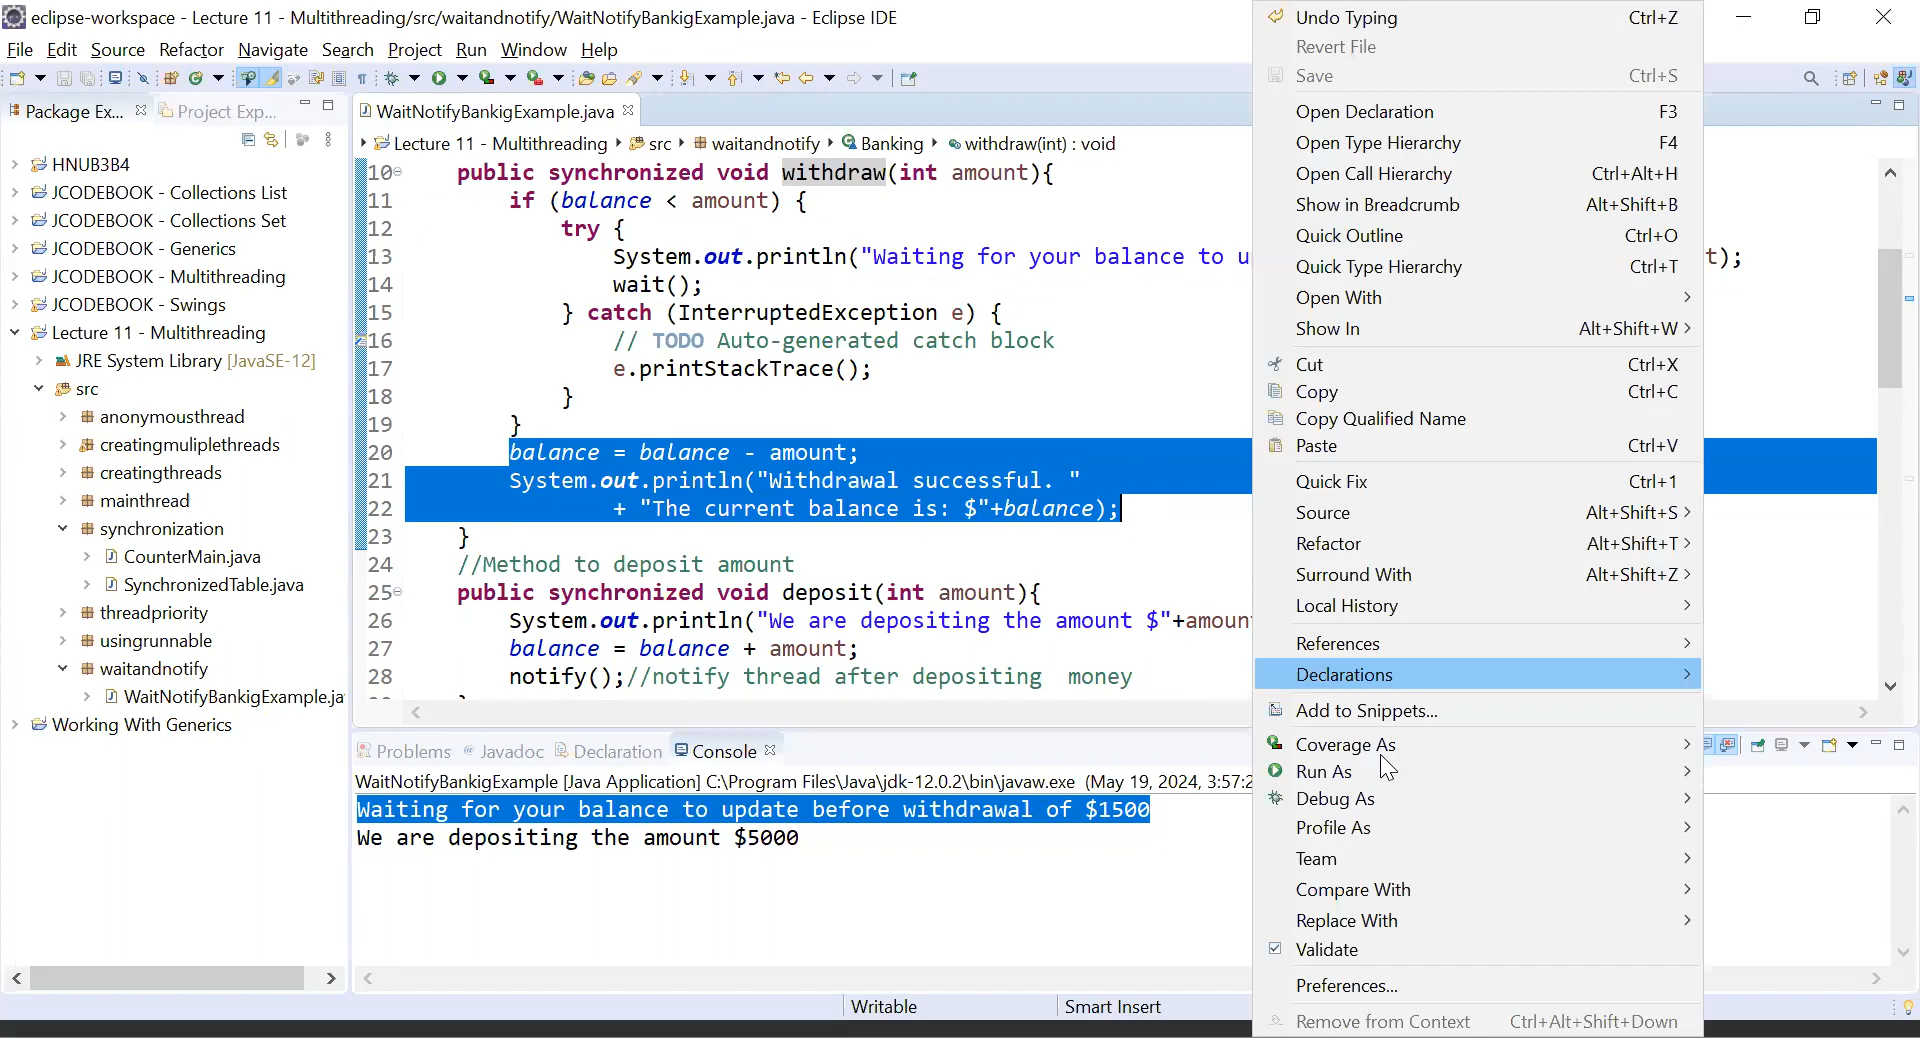 eclipse-workspace - Lecture 11 - Multithreading/src/waitandnotify/WaitNotifyBankigExample.java - Eclipse IDE
File Edit Source Refactor Navigate Search Project Run Window Help
Package Ex...
Project Exp...
HNUB3B4
JCODEBOOK - Collections List
JCODEBOOK - Collections Set
JCODEBOOK - Generics
JCODEBOOK - Multithreading
JCODEBOOK - Swings
Lecture 11 - Multithreading
JRE System Library [JavaSE-12]
src
anonymousthread
creatingmuliplethreads
creatingthreads
mainthread
synchronization
CounterMain.java
SynchronizedTable.java
threadpriority
usingrunnable
waitandnotify
WaitNotifyBankigExample.ja
Working With Generics
WaitNotifyBankigExample.java
Lecture 11 - Multithreading src waitandnotify Banking withdraw(int) : void
10 public synchronized void withdraw(int amount){
11 if (balance < amount) {
12 try {
13 System.out.println("Waiting for your balance to u t);
14 wait();
15 } catch (InterruptedException e) {
16 // TODO Auto-generated catch block
17 e.printStackTrace();
18 }
19 }
20 balance = balance - amount;
21 System.out.println("Withdrawal successful. "
22 + "The current balance is: $"+balance);
23 }
24 //Method to deposit amount
25 public synchronized void deposit(int amount){
26 System.out.println("We are depositing the amount $"+amoun
27 balance = balance + amount;
28 notify();//notify thread after depositing money
Problems Javadoc Declaration Console
WaitNotifyBankigExample [Java Application] C:\Program Files\Java\jdk-12.0.2\bin\javaw.exe (May 19, 2024, 3:57:2
Waiting for your balance to update before withdrawal of $1500
We are depositing the amount $5000
Writable Smart Insert
Undo Typing Ctrl+Z
Revert File
Save Ctrl+S
Open Declaration F3
Open Type Hierarchy F4
Open Call Hierarchy Ctrl+Alt+H
Show in Breadcrumb Alt+Shift+B
Quick Outline Ctrl+O
Quick Type Hierarchy Ctrl+T
Open With
Show In Alt+Shift+W
Cut Ctrl+X
Copy Ctrl+C
Copy Qualified Name
Paste Ctrl+V
Quick Fix Ctrl+1
Source Alt+Shift+S
Refactor Alt+Shift+T
Surround With Alt+Shift+Z
Local History
References
Declarations
Add to Snippets...
Coverage As
Run As
Debug As
Profile As
Team
Compare With
Replace With
Validate
Preferences...
Remove from Context Ctrl+Alt+Shift+Down